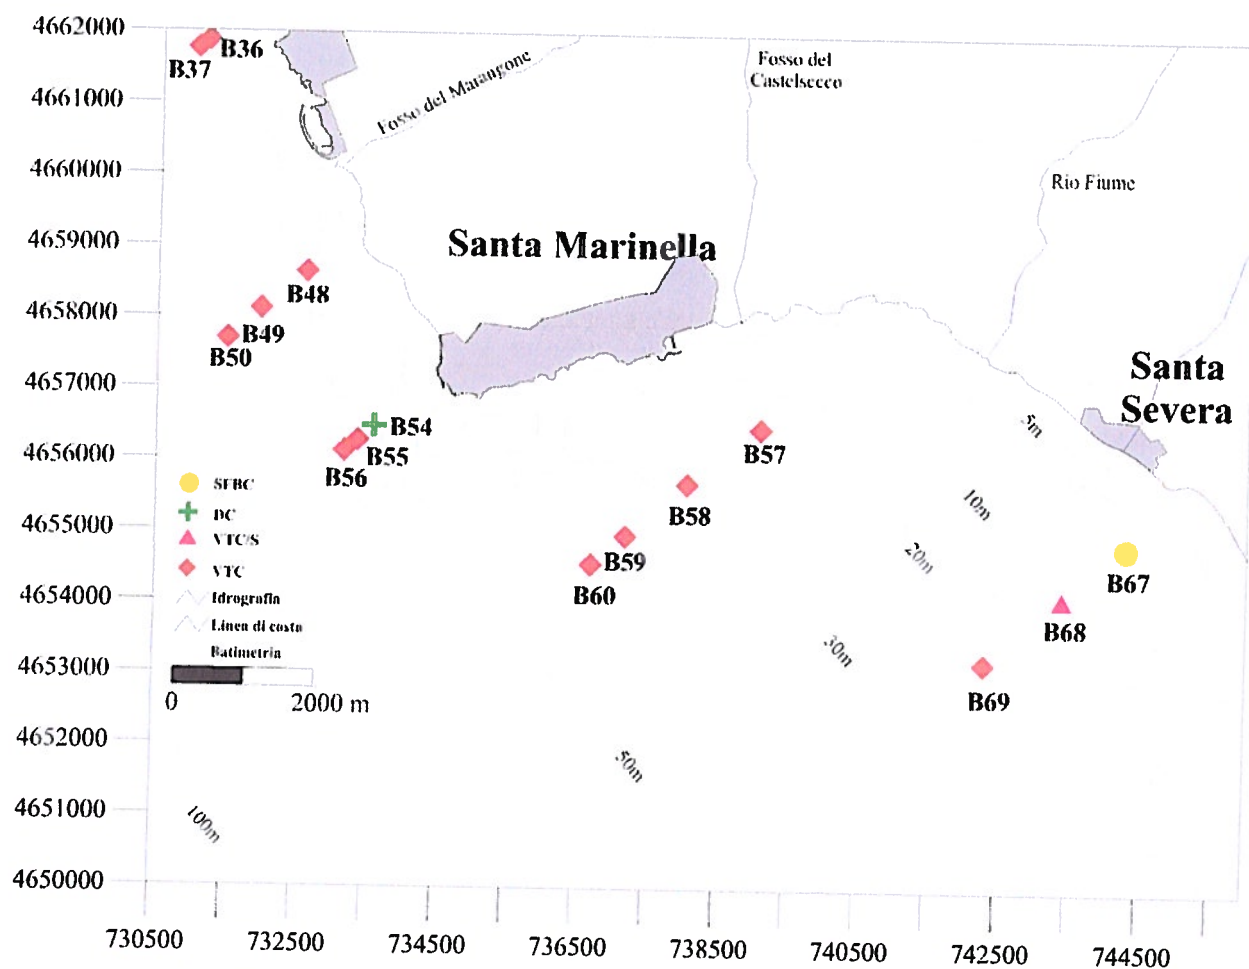 4662000
B36
B37
4661000
Fosso del Marangone
Fosso del
Castelsecco
4660000
Rio Fiume
4659000
Santa Marinella
B48
4658000
B49
B50
4657000
Santa
Severa
5m
B54
B55
B56
4656000
B57
SFBC
10m
B58
DC
4655000
VTC/S
20m
B59
B67
VTC
4654000
B60
Idrografia
B68
Linea di costa
30m
Batimetria
4653000
B69
0
2000 m
4652000
50m
4651000
100m
4650000
730500
732500
734500
736500
738500
740500
742500
744500